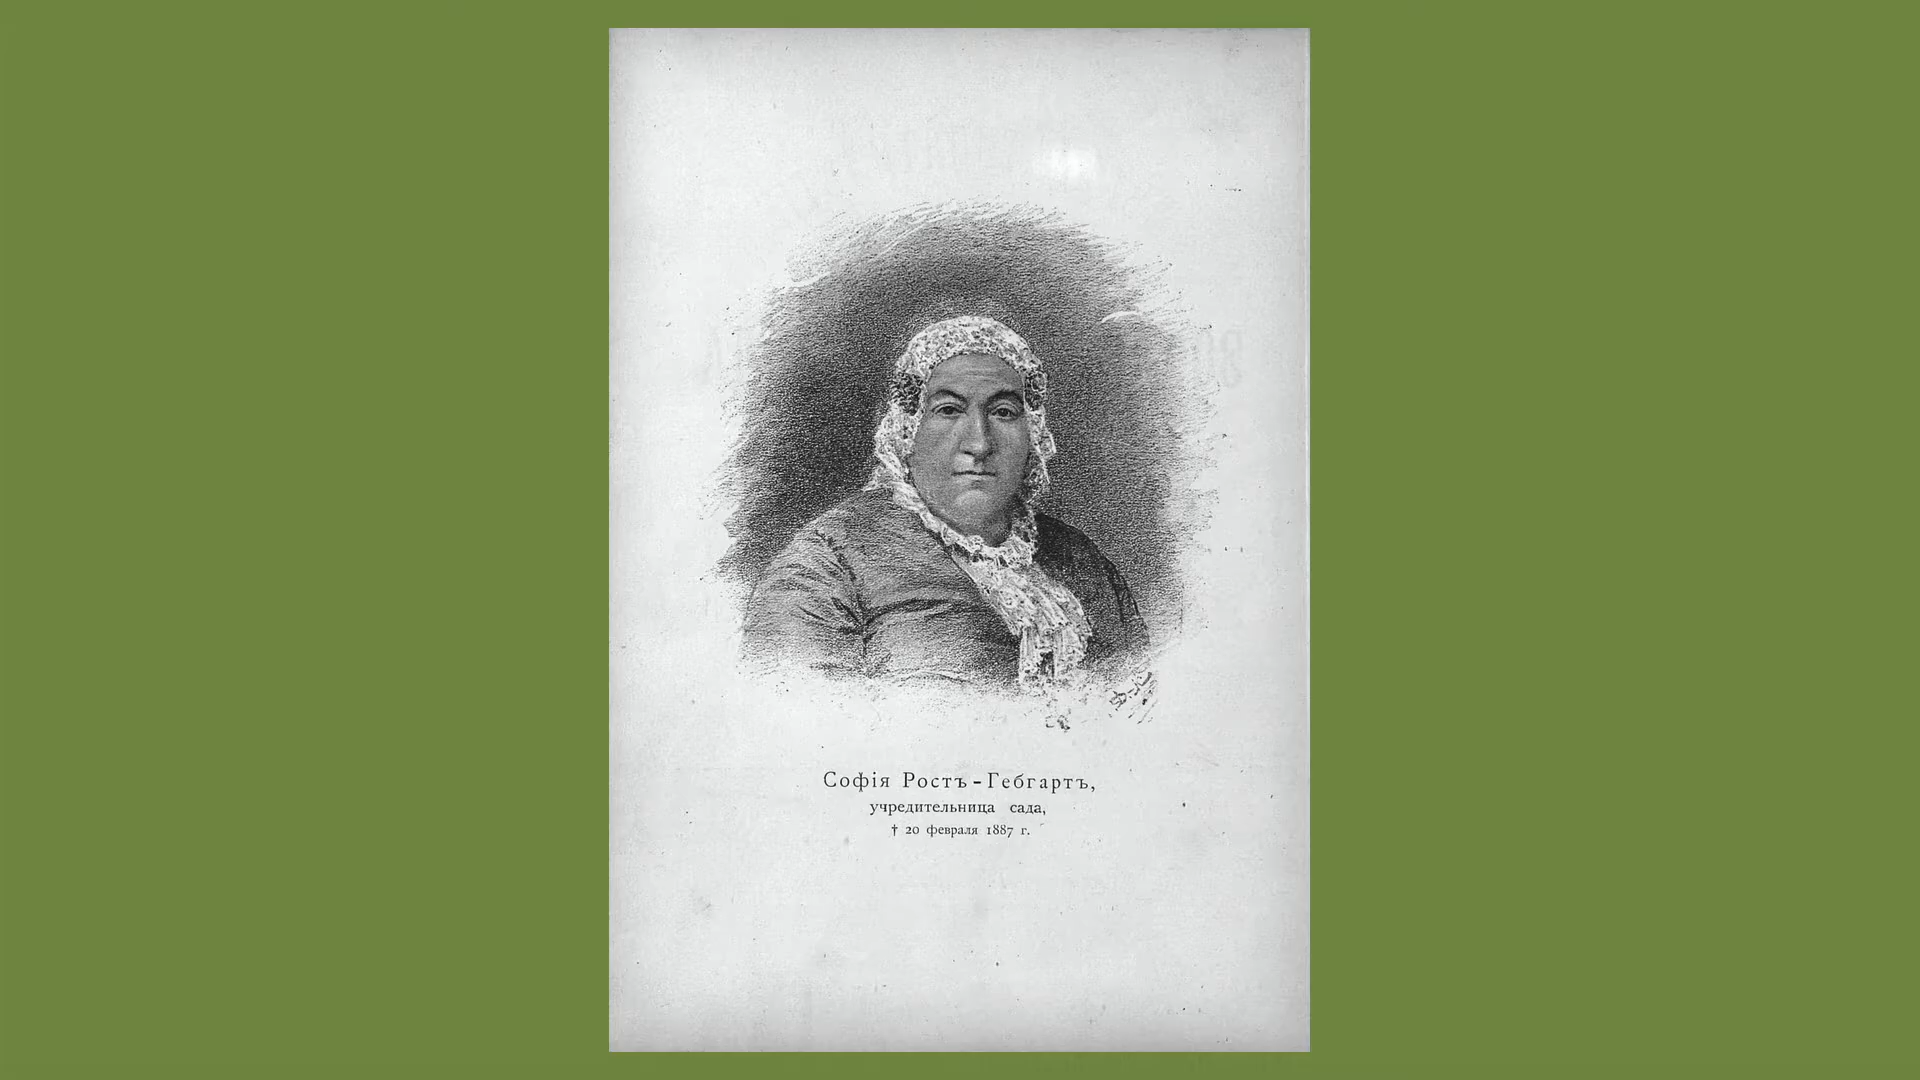 Софія Ростъ-Гебгартъ,
учредительница сада,
† 20 февраля 1887 г.